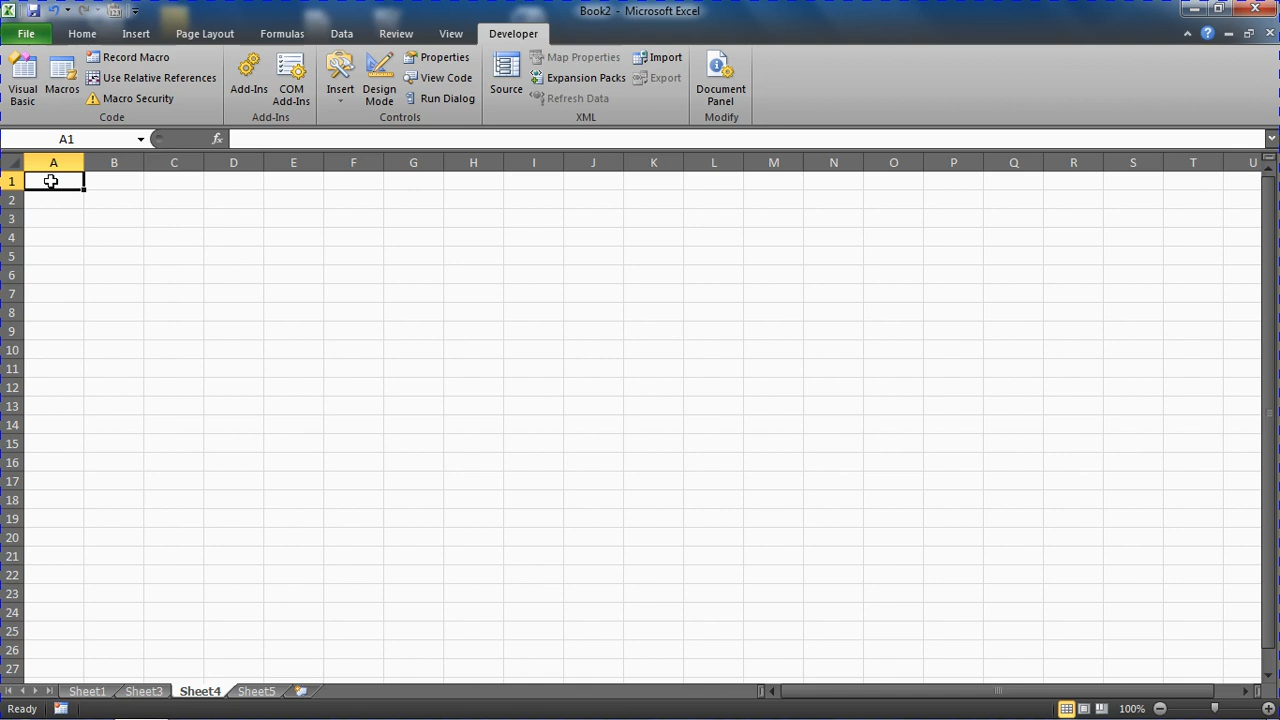 Book2 - Microsoft Excel
File Home Insert Page Layout Formulas Data Review View Developer
Visual Basic
Macros
Record Macro
Use Relative References
Macro Security
Code
Add-Ins
COM Add-Ins
Add-Ins
Insert
Design Mode
Properties
View Code
Run Dialog
Controls
Source
Map Properties
Expansion Packs
Refresh Data
Import
Export
XML
Document Panel
Modify
A1 fx
A B C D E F G H I J K L M N O P Q R S T U
1
2
3
4
5
6
7
8
9
10
11
12
13
14
15
16
17
18
19
20
21
22
23
24
25
26
27
Sheet1 Sheet3 Sheet4 Sheet5
Ready 100%